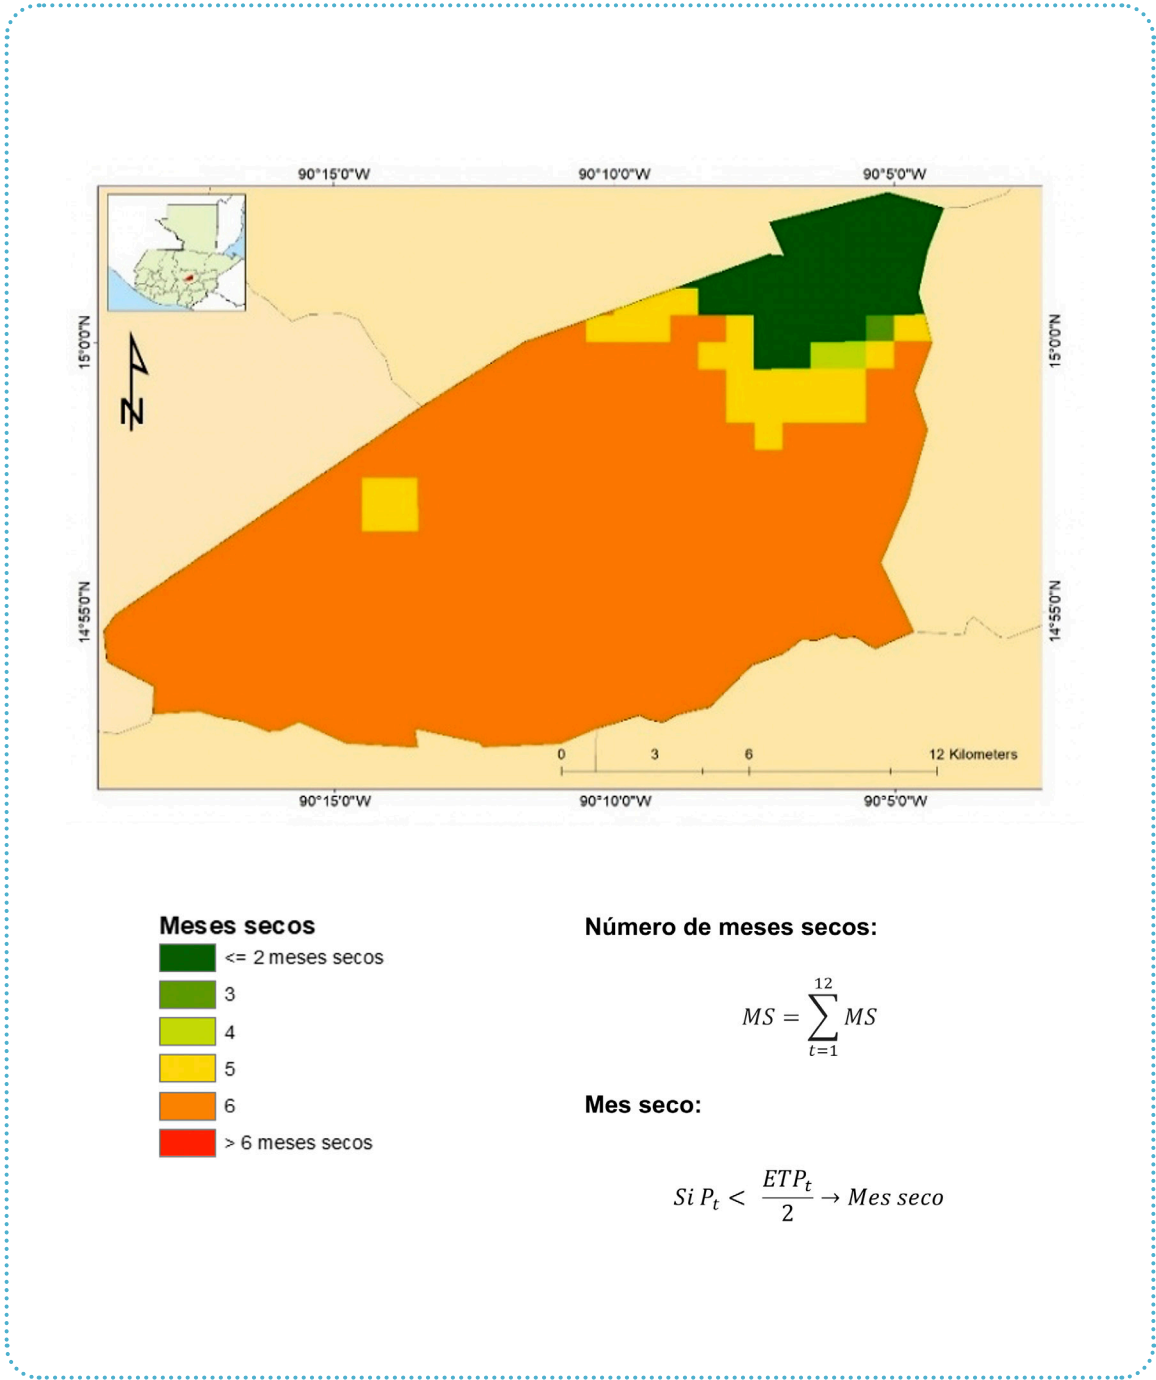 90°15'0"W 90°10'0"W 90°5'0"W
15°0'0"N 15°0'0"N
N
14°55'0"N 14°55'0"N
0 3 6 12 Kilometers
90°15'0"W 90°10'0"W 90°5'0"W
Meses secos
<= 2 meses secos
3
4
5
6
> 6 meses secos
Número de meses secos:
12
MS = ∑ MS
t=1
Mes seco:
Si Pₜ < ETPₜ/2 → Mes seco